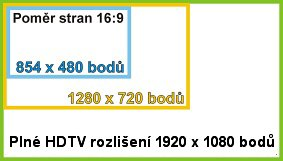 Poměr stran 16:9
854 x 480 bodů
1280 x 720 bodů
Plné HDTV rozlišení 1920 x 1080 bodů